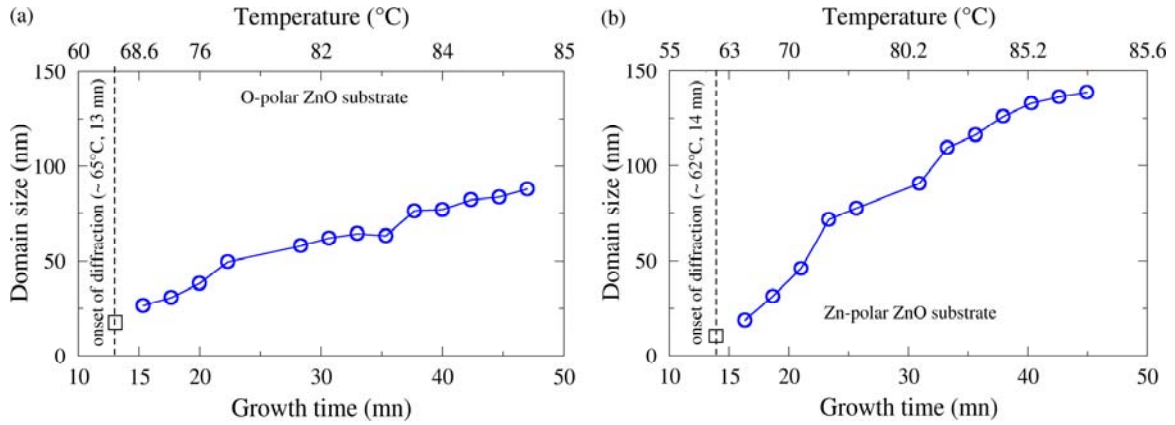 (a)
Temperature (°C)
60 68.6 76 82 84 85
150
100
50
0
Domain size (nm)
onset of diffraction (~ 65°C, 13 mn)
O-polar ZnO substrate
10 15 20 30 40 50
Growth time (mn)
(b)
Temperature (°C)
55 63 70 80.2 85.2 85.6
150
100
50
0
Domain size (nm)
onset of diffraction (~ 62°C, 14 mn)
Zn-polar ZnO substrate
10 15 20 30 40 50
Growth time (mn)